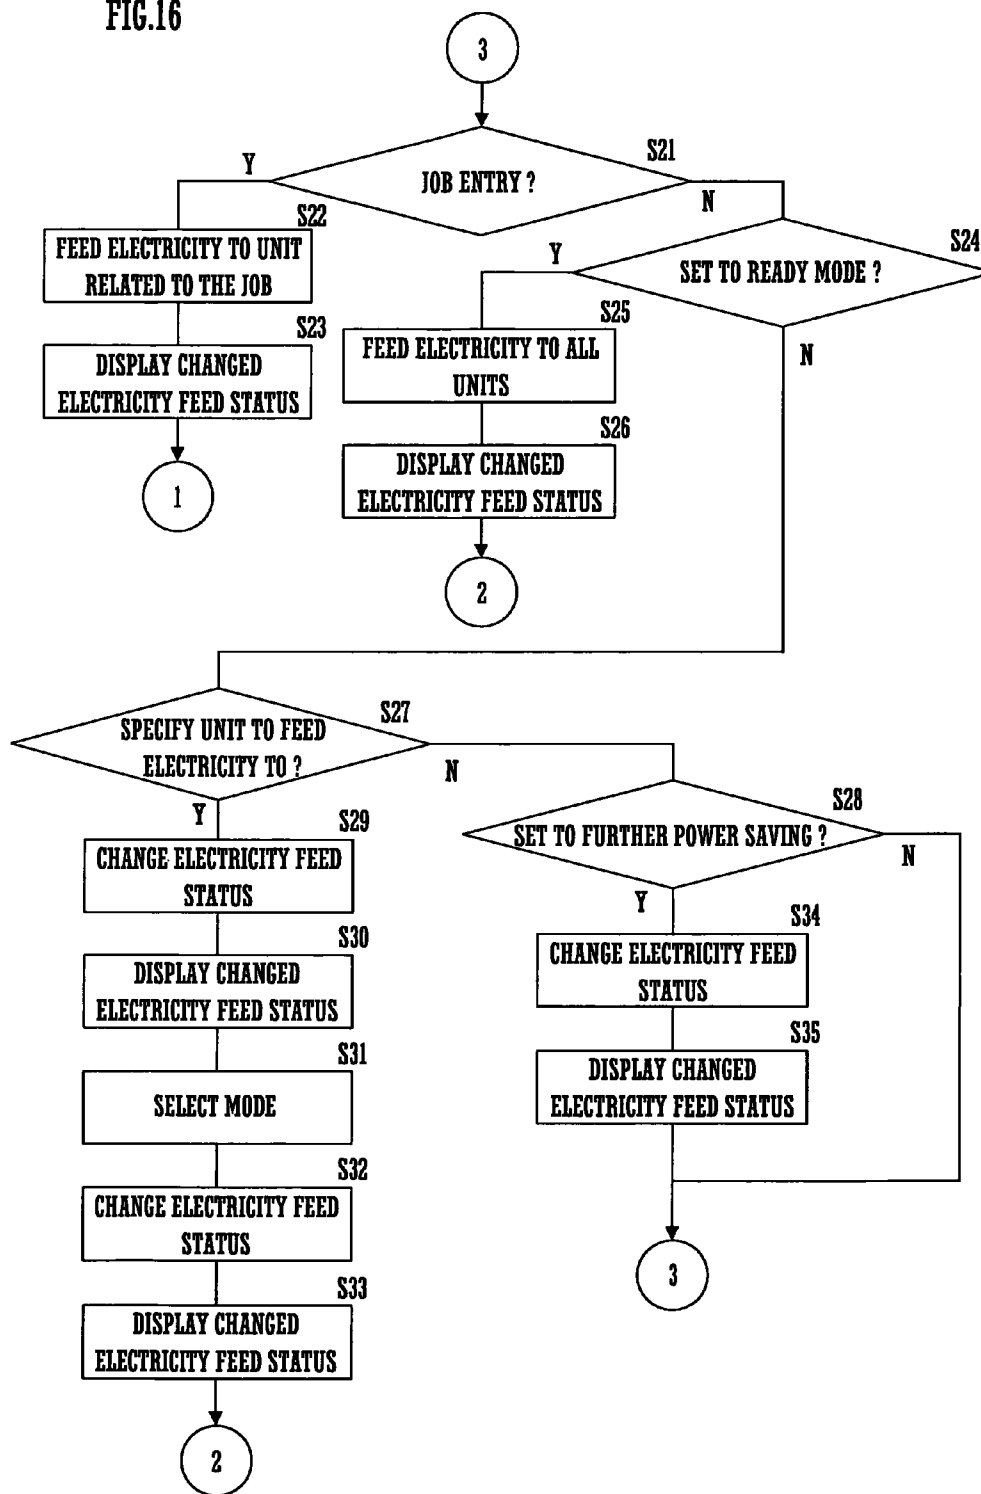 FIG.16
3
S21
JOB ENTRY ?
Y
N
S22
FEED ELECTRICITY TO UNIT
RELATED TO THE JOB
S23
DISPLAY CHANGED
ELECTRICITY FEED STATUS
1
S24
SET TO READY MODE ?
Y
N
S25
FEED ELECTRICITY TO ALL
UNITS
S26
DISPLAY CHANGED
ELECTRICITY FEED STATUS
2
S27
SPECIFY UNIT TO FEED
ELECTRICITY TO ?
N
Y
S29
CHANGE ELECTRICITY FEED
STATUS
S30
DISPLAY CHANGED
ELECTRICITY FEED STATUS
S31
SELECT MODE
S32
CHANGE ELECTRICITY FEED
STATUS
S33
DISPLAY CHANGED
ELECTRICITY FEED STATUS
2
S28
SET TO FURTHER POWER SAVING ?
N
Y
S34
CHANGE ELECTRICITY FEED
STATUS
S35
DISPLAY CHANGED
ELECTRICITY FEED STATUS
3